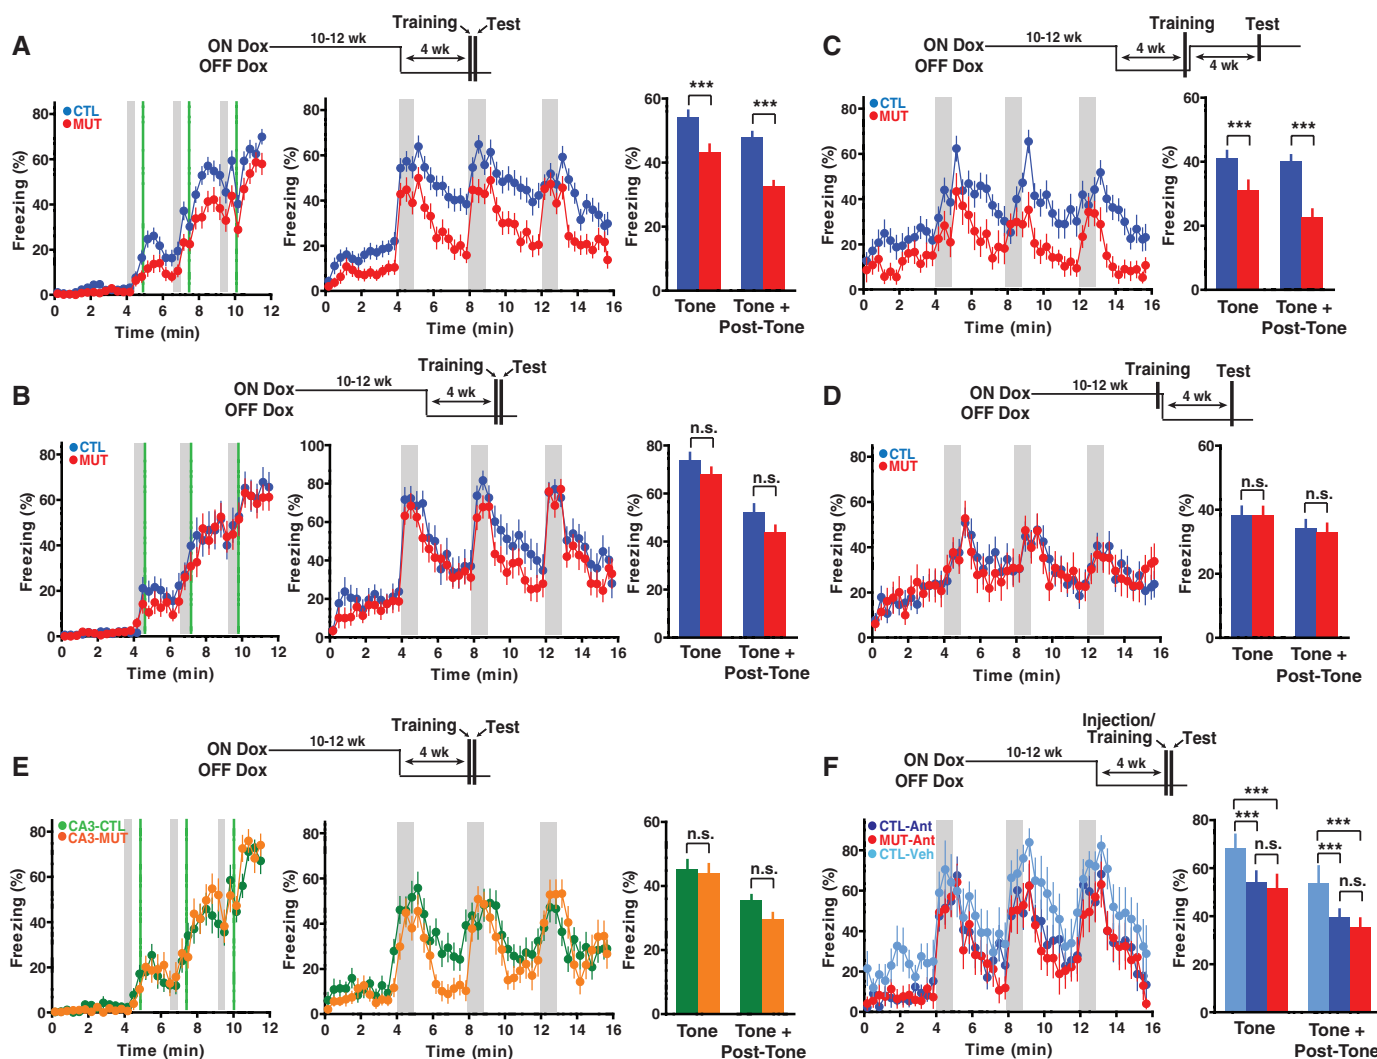 A
Training
Test
ON Dox
10-12 wk
OFF Dox
4 wk
CTL
MUT
Freezing (%)
80
60
40
20
0
0 2 4 6 8 10 12
Time (min)
Freezing (%)
80
60
40
20
0
0 2 4 6 8 10 12 14 16
Time (min)
Freezing (%)
60
40
20
0
***
***
Tone
Tone +
Post-Tone
C
Training
Test
ON Dox
10-12 wk
OFF Dox
4 wk
4 wk
CTL
MUT
Freezing (%)
80
60
40
20
0
0 2 4 6 8 10 12 14 16
Time (min)
Freezing (%)
60
40
20
0
***
***
Tone
Tone +
Post-Tone
B
Training
Test
ON Dox
10-12 wk
OFF Dox
4 wk
CTL
MUT
Freezing (%)
80
60
40
20
0
0 2 4 6 8 10 12
Time (min)
Freezing (%)
100
80
60
40
20
0
0 2 4 6 8 10 12 14 16
Time (min)
Freezing (%)
80
60
40
20
0
n.s.
n.s.
Tone
Tone +
Post-Tone
D
Training
Test
ON Dox
10-12 wk
OFF Dox
4 wk
CTL
MUT
Freezing (%)
80
60
40
20
0
0 2 4 6 8 10 12 14 16
Time (min)
Freezing (%)
60
40
20
0
n.s.
n.s.
Tone
Tone +
Post-Tone
E
Training
Test
ON Dox
10-12 wk
OFF Dox
4 wk
CA3-CTL
CA3-MUT
Freezing (%)
80
60
40
20
0
0 2 4 6 8 10 12
Time (min)
Freezing (%)
80
60
40
20
0
0 2 4 6 8 10 12 14 16
Time (min)
Freezing (%)
60
40
20
0
n.s.
n.s.
Tone
Tone +
Post-Tone
F
Injection/
Training
Test
ON Dox
10-12 wk
OFF Dox
4 wk
CTL-Ant
MUT-Ant
CTL-Veh
Freezing (%)
80
60
40
20
0
0 2 4 6 8 10 12 14 16
Time (min)
Freezing (%)
80
60
40
20
0
***
***
n.s.
***
***
n.s.
Tone
Tone +
Post-Tone